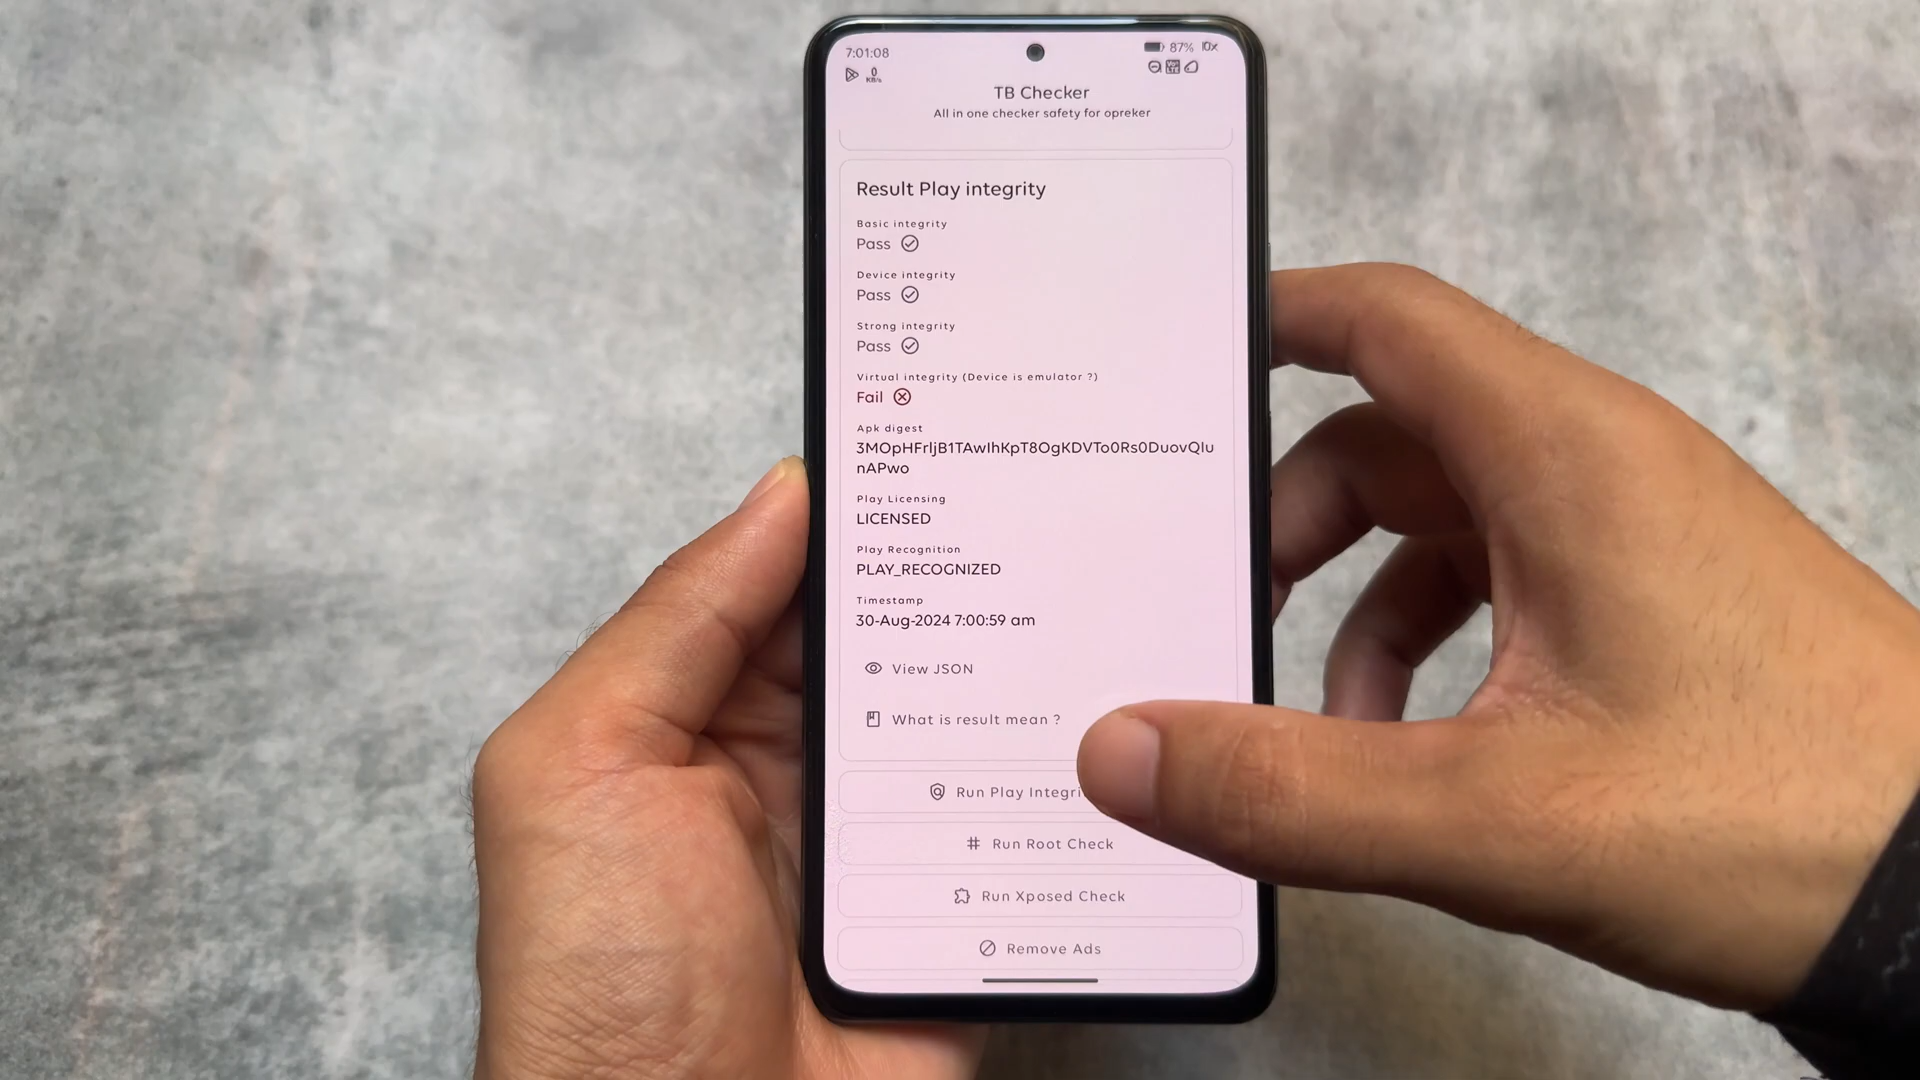 7:01:08
87%
0
KB/s
TB Checker
All in one checker safety for opreker
Result Play integrity
Basic integrity
Pass
Device integrity
Pass
Strong integrity
Pass
Virtual integrity (Device is emulator ?)
Fail
Apk digest
3MOpHFrljB1TAwIhKpT8OgKDVTo0Rs0DuovQlu
nAPwo
Play Licensing
LICENSED
Play Recognition
PLAY_RECOGNIZED
Timestamp
30-Aug-2024 7:00:59 am
View JSON
What is result mean ?
Run Play Integri
# Run Root Check
Run Xposed Check
Remove Ads